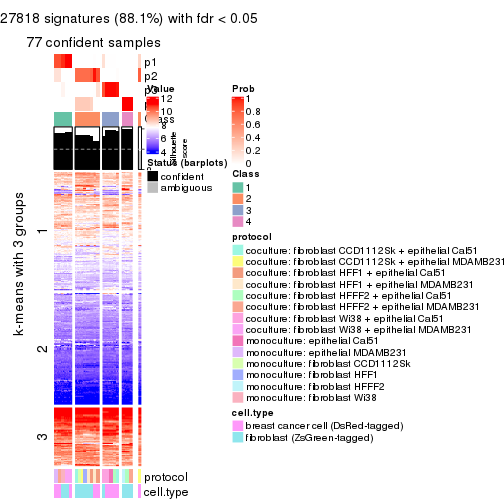 27818 signatures (88.1%) with fdr < 0.05
77 confident samples
p1
p2
p3
Value
12
10
8
6
4
Silhouette
score
Status (barplots)
confident
ambiguous
k-means with 3 groups
1
2
3
protocol
cell.type
Prob
1
0.8
0.6
0.4
0.2
0
Class
1
2
3
4
protocol
coculture: fibroblast CCD1112Sk + epithelial Cal51
coculture: fibroblast CCD1112Sk + epithelial MDAMB231
coculture: fibroblast HFF1 + epithelial Cal51
coculture: fibroblast HFF1 + epithelial MDAMB231
coculture: fibroblast HFFF2 + epithelial Cal51
coculture: fibroblast HFFF2 + epithelial MDAMB231
coculture: fibroblast Wi38 + epithelial Cal51
coculture: fibroblast Wi38 + epithelial MDAMB231
monoculture: epithelial Cal51
monoculture: epithelial MDAMB231
monoculture: fibroblast CCD1112Sk
monoculture: fibroblast HFF1
monoculture: fibroblast HFFF2
monoculture: fibroblast Wi38
cell.type
breast cancer cell (DsRed-tagged)
fibroblast (ZsGreen-tagged)